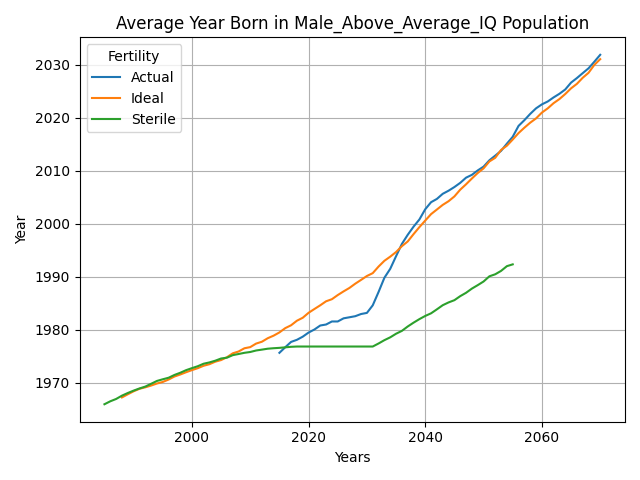 Average Year Born in Male_Above_Average_IQ Population
Fertility
Actual
Ideal
Sterile
Year
2030
2020
2010
2000
1990
1980
1970
2000 2020 2040 2060
Years